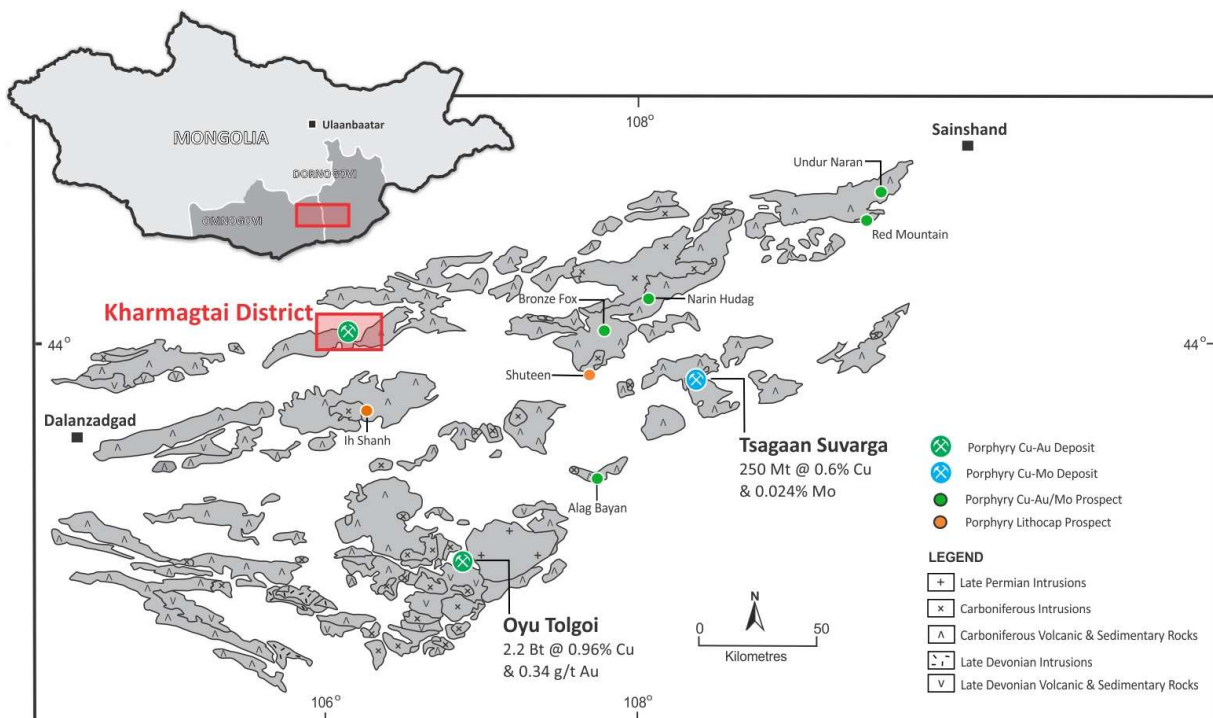 MONGOLIA
Ulaanbaatar
DORNOGOVI
OMNOGOVI
108°
Sainshand
Undur Naran
Red Mountain
Kharmagtai District
Bronze Fox
Narin Hudag
44°
44°
Shuteen
Dalanzadgad
Ih Shanh
Tsagaan Suvarga
250 Mt @ 0.6% Cu
& 0.024% Mo
Alag Bayan
Oyu Tolgoi
2.2 Bt @ 0.96% Cu
& 0.34 g/t Au
N
0 50
Kilometres
Porphyry Cu-Au Deposit
Porphyry Cu-Mo Deposit
Porphyry Cu-Au/Mo Prospect
Porphyry Lithocap Prospect
LEGEND
Late Permian Intrusions
Carboniferous Intrusions
Carboniferous Volcanic & Sedimentary Rocks
Late Devonian Intrusions
Late Devonian Volcanic & Sedimentary Rocks
106°
108°